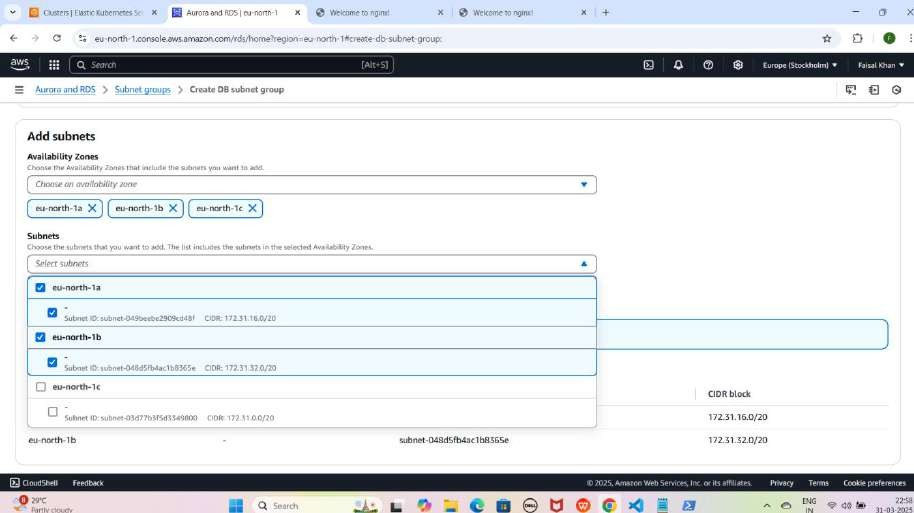 Clusters | Elastic Kubernetes Se
Aurora and RDS | eu-north-1
Welcome to nginx!
Welcome to nginx!
eu-north-1.console.aws.amazon.com/rds/home?region=eu-north-1#create-db-subnet-group:
F
aws
Search
[Alt+S]
Europe (Stockholm)
Faisal Khan
Aurora and RDS > Subnet groups > Create DB subnet group
Add subnets
Availability Zones
Choose the Availability Zones that include the subnets you want to add.
Choose an availability zone
eu-north-1a
eu-north-1b
eu-north-1c
Subnets
Choose the subnets that you want to add. The list includes the subnets in the selected Availability Zones.
Select subnets
eu-north-1a
-
Subnet ID: subnet-049beebe2909cd48f CIDR: 172.31.16.0/20
eu-north-1b
-
Subnet ID: subnet-048d5fb4ac1b8365e CIDR: 172.31.32.0/20
eu-north-1c
-
Subnet ID: subnet-03d77b3f5d3349800 CIDR: 172.31.0.0/20
CIDR block
172.31.16.0/20
eu-north-1b - subnet-048d5fb4ac1b8365e 172.31.32.0/20
CloudShell Feedback
© 2025, Amazon Web Services, Inc. or its affiliates. Privacy Terms Cookie preferences
8
29°C
Partly cloudy
Search
DELL
ENG
IN
22:58
31-03-2025